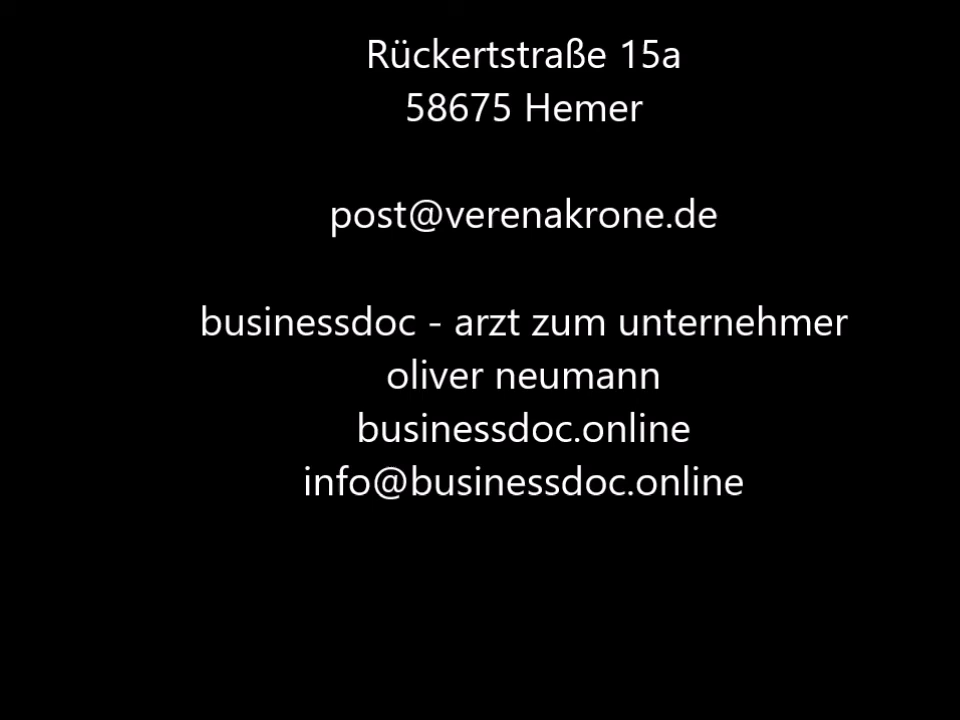 Rückertstraße 15a
58675 Hemer
post@verenakrone.de
businessdoc - arzt zum unternehmer
oliver neumann
businessdoc.online
info@businessdoc.online